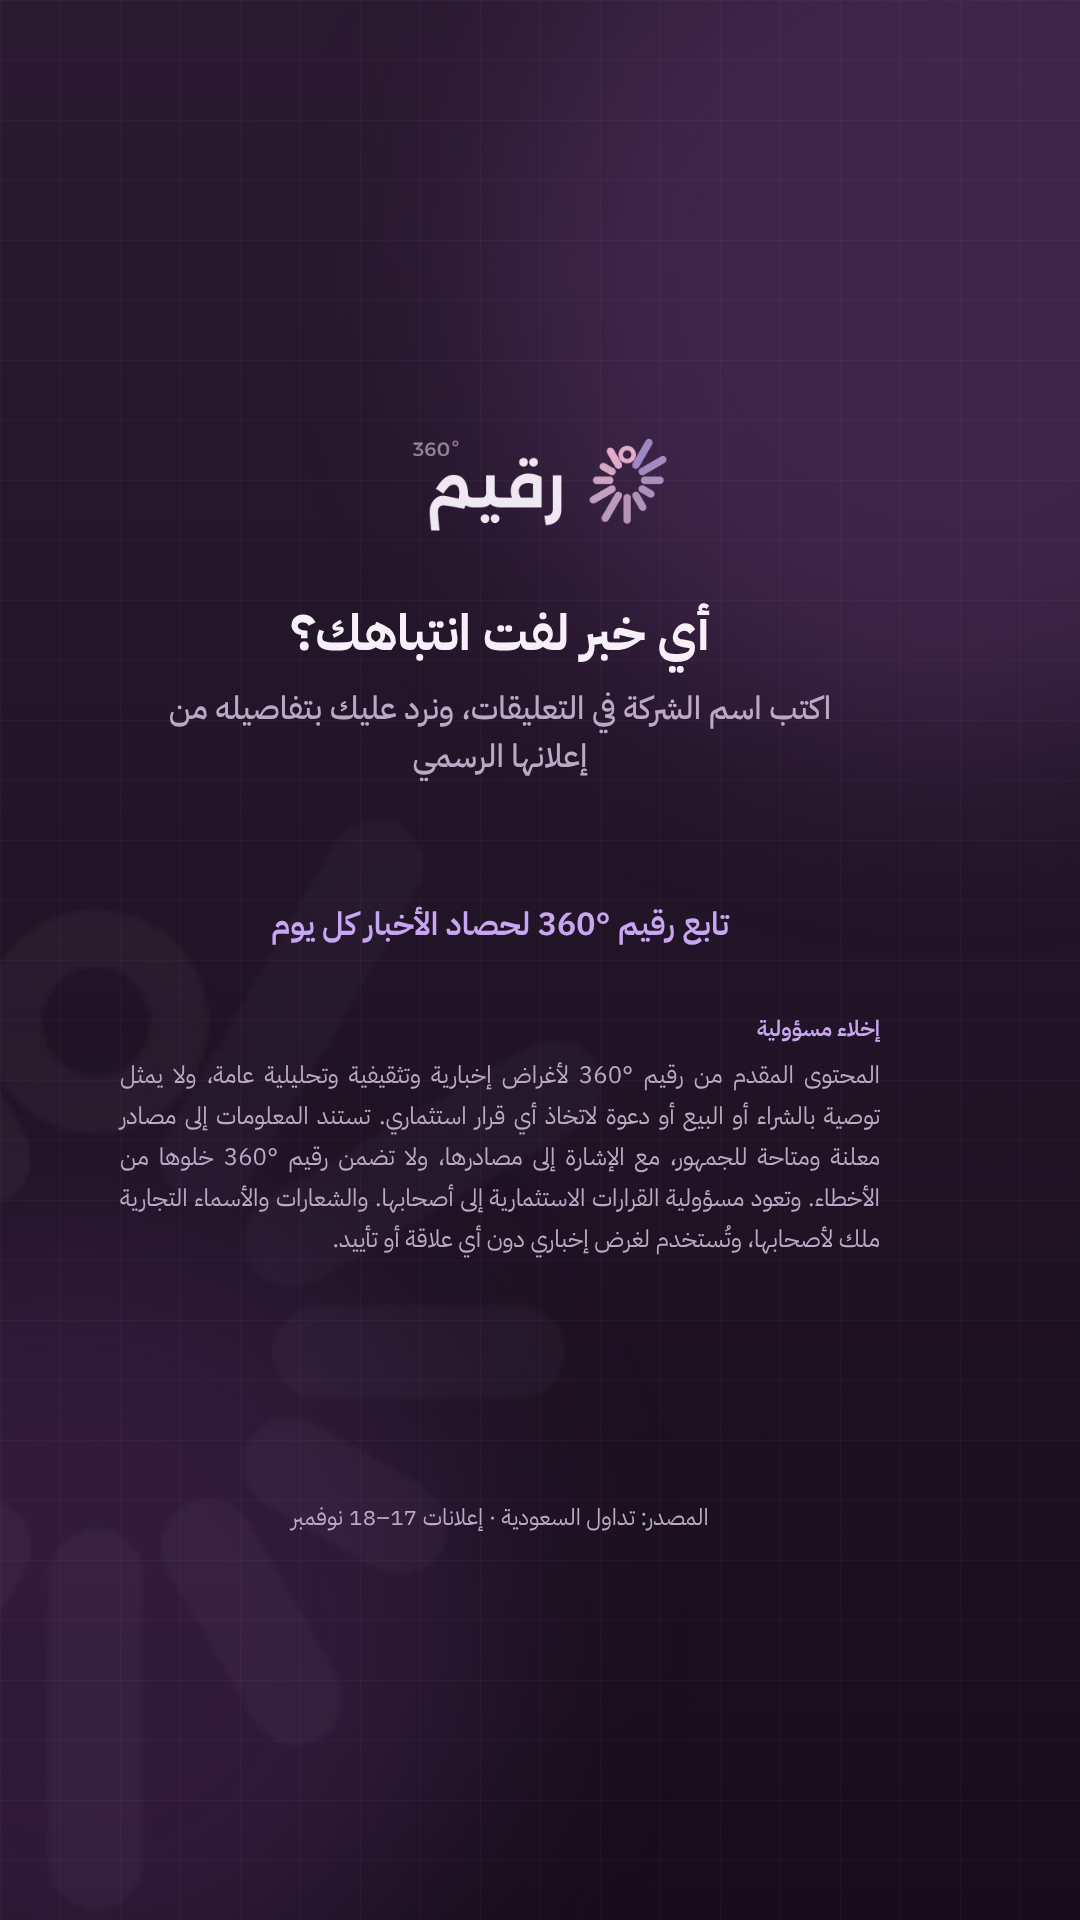 رقيم 360°
أي خبر لفت انتباهك؟
اكتب اسم الشركة في التعليقات، ونرد عليك بتفاصيله من
إعلانها الرسمي
تابع رقيم 360° لحصاد الأخبار كل يوم
إخلاء مسؤولية
المحتوى المقدم من رقيم 360° لأغراض إخبارية وتثقيفية وتحليلية عامة، ولا يمثل
توصية بالشراء أو البيع أو دعوة لاتخاذ أي قرار استثماري. تستند المعلومات إلى مصادر
معلنة ومتاحة للجمهور، مع الإشارة إلى مصادرها، ولا تضمن رقيم 360° خلوها من
الأخطاء. وتعود مسؤولية القرارات الاستثمارية إلى أصحابها. والشعارات والأسماء التجارية
ملك لأصحابها، وتُستخدم لغرض إخباري دون أي علاقة أو تأييد.
المصدر: تداول السعودية · إعلانات 17–18 نوفمبر